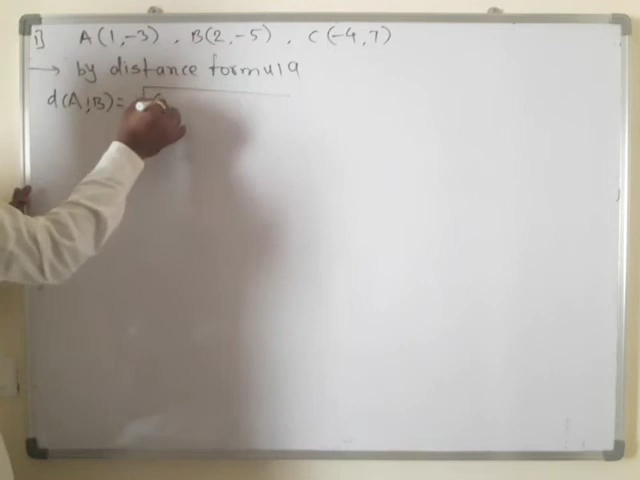 1] A(1,-3) , B(2,-5) , C(-4,7)
→ by distance formula
d(A,B)= √(